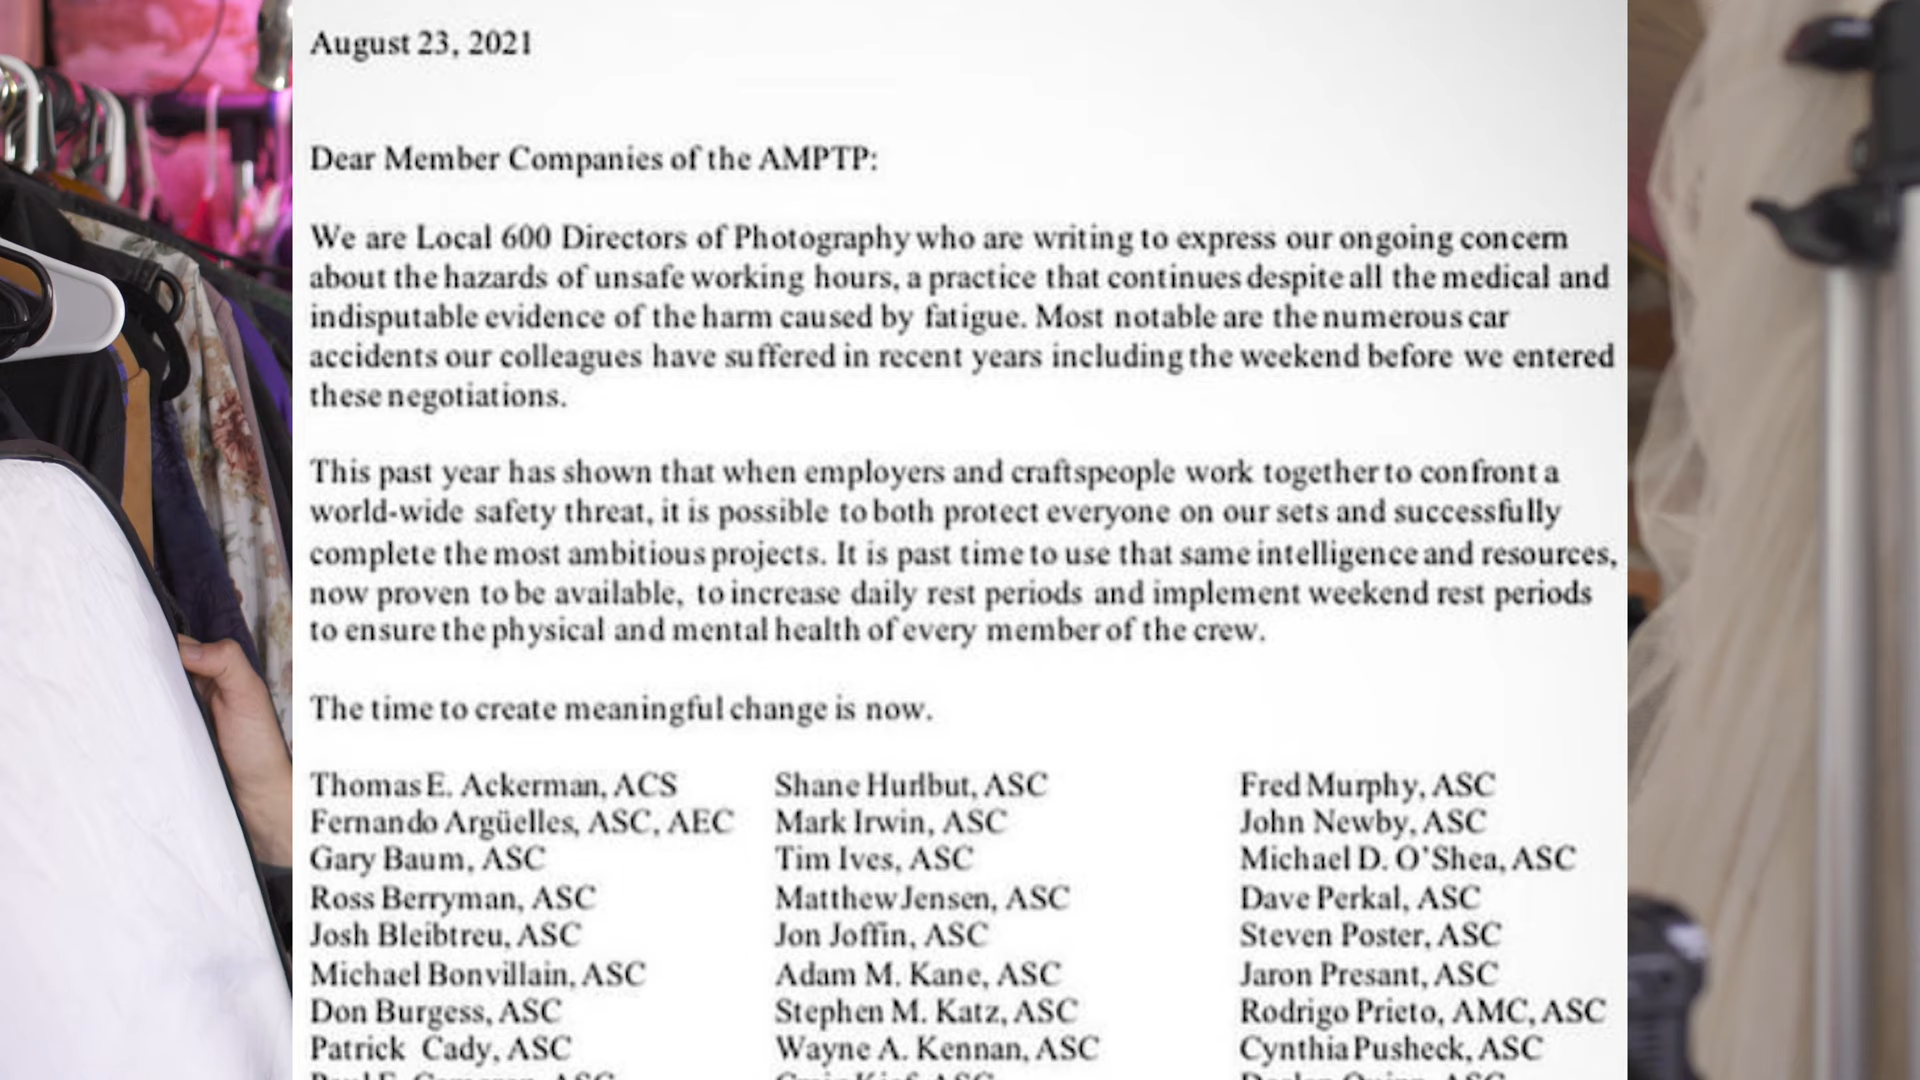 August 23, 2021
Dear Member Companies of the AMPTP:
We are Local 600 Directors of Photography who are writing to express our ongoing concern
about the hazards of unsafe working hours, a practice that continues despite all the medical and
indisputable evidence of the harm caused by fatigue. Most notable are the numerous car
accidents our colleagues have suffered in recent years including the weekend before we entered
these negotiations.
This past year has shown that when employers and craftspeople work together to confront a
world-wide safety threat, it is possible to both protect everyone on our sets and successfully
complete the most ambitious projects. It is past time to use that same intelligence and resources,
now proven to be available, to increase daily rest periods and implement weekend rest periods
to ensure the physical and mental health of every member of the crew.
The time to create meaningful change is now.
Thomas E. Ackerman, ACS
Fernando Argüelles, ASC, AEC
Gary Baum, ASC
Ross Berryman, ASC
Josh Bleibtreu, ASC
Michael Bonvillain, ASC
Don Burgess, ASC
Patrick Cady, ASC
Shane Hurlbut, ASC
Mark Irwin, ASC
Tim Ives, ASC
Matthew Jensen, ASC
Jon Joffin, ASC
Adam M. Kane, ASC
Stephen M. Katz, ASC
Wayne A. Kennan, ASC
Fred Murphy, ASC
John Newby, ASC
Michael D. O'Shea, ASC
Dave Perkal, ASC
Steven Poster, ASC
Jaron Presant, ASC
Rodrigo Prieto, AMC, ASC
Cynthia Pusheck, ASC